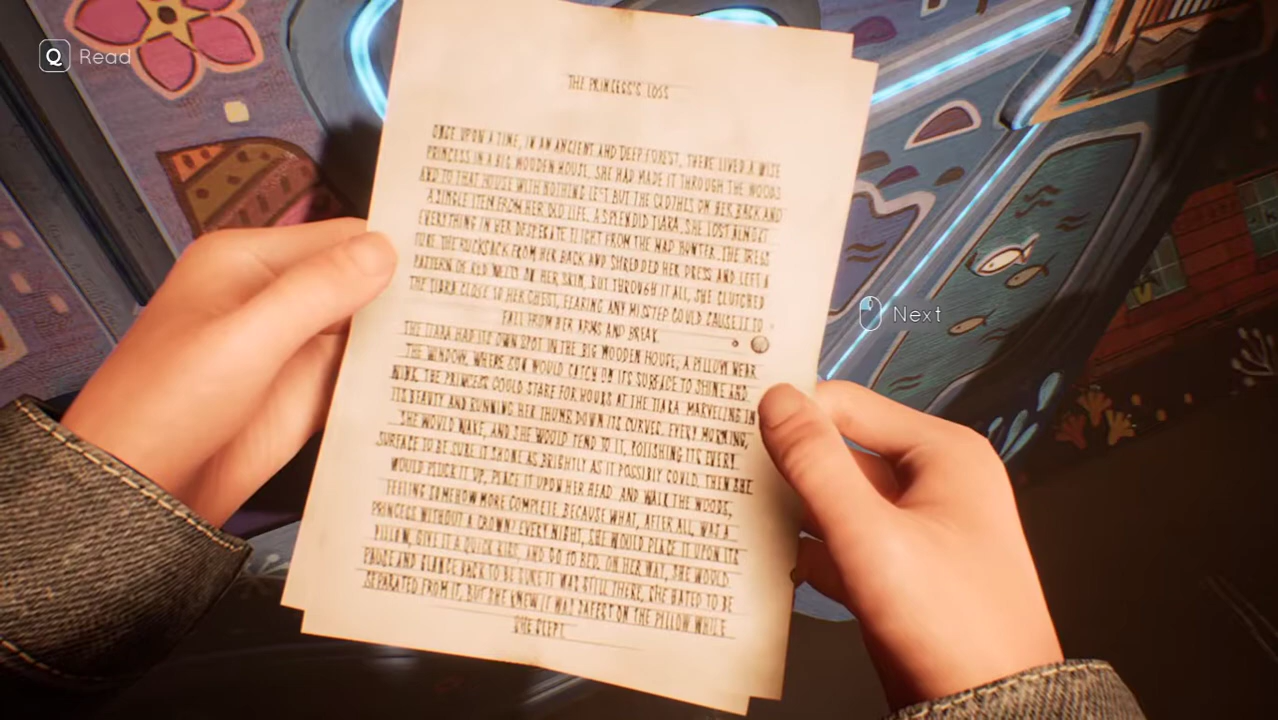 Q Read
THE PRINCESS'S LOSS
ONCE UPON A TIME, IN AN ANCIENT AND DEEP FOREST, THERE LIVED A WISE
PRINCESS IN A BIG WOODEN HOUSE. SHE HAD MADE IT THROUGH THE WOODS
AND TO THAT HOUSE WITH NOTHING LEFT BUT THE CLOTHES ON HER BACK AND
A SINGLE ITEM FROM HER OLD LIFE, A SPLENDID TIARA. SHE LOST ALMOST
EVERYTHING IN HER DESPERATE FLIGHT FROM THE MAD HUNTER. THE TREES
TORE THE RUCKSACK FROM HER BACK AND SHREDDED HER DRESS AND LEFT A
PATTERN OF RED WELTS ON HER SKIN, BUT THROUGH IT ALL, SHE CLUTCHED
THE TIARA CLOSE TO HER CHEST, FEARING ANY MISSTEP COULD CAUSE IT TO
FALL FROM HER ARMS AND BREAK.
THE TIARA HAD ITS OWN SPOT IN THE BIG WOODEN HOUSE; A PILLOW NEAR
THE WINDOW, WHERE SUN WOULD CATCH ON ITS SURFACE TO SHINE AND
WINK. THE PRINCESS COULD STARE FOR HOURS AT THE TIARA, MARVELING IN
ITS BEAUTY AND RUNNING HER THUMB DOWN ITS CURVES. EVERY MORNING,
SHE WOULD WAKE, AND SHE WOULD TEND TO IT, POLISHING ITS EVERY
SURFACE TO BE SURE IT SHONE AS BRIGHTLY AS IT POSSIBLY COULD. THEN SHE
WOULD PLUCK IT UP, PLACE IT UPON HER HEAD, AND WALK THE WOODS,
FEELING SOMEHOW MORE COMPLETE. BECAUSE WHAT, AFTER ALL, WAS A
PRINCESS WITHOUT A CROWN? EVERY NIGHT, SHE WOULD PLACE IT UPON ITS
PILLOW, GIVE IT A QUICK KISS, AND GO TO BED. ON HER WAY, SHE WOULD
PAUSE AND GLANCE BACK TO BE SURE IT WAS STILL THERE. SHE HATED TO BE
SEPARATED FROM IT, BUT SHE KNEW IT WAS SAFEST ON THE PILLOW WHILE
SHE SLEPT.
Next